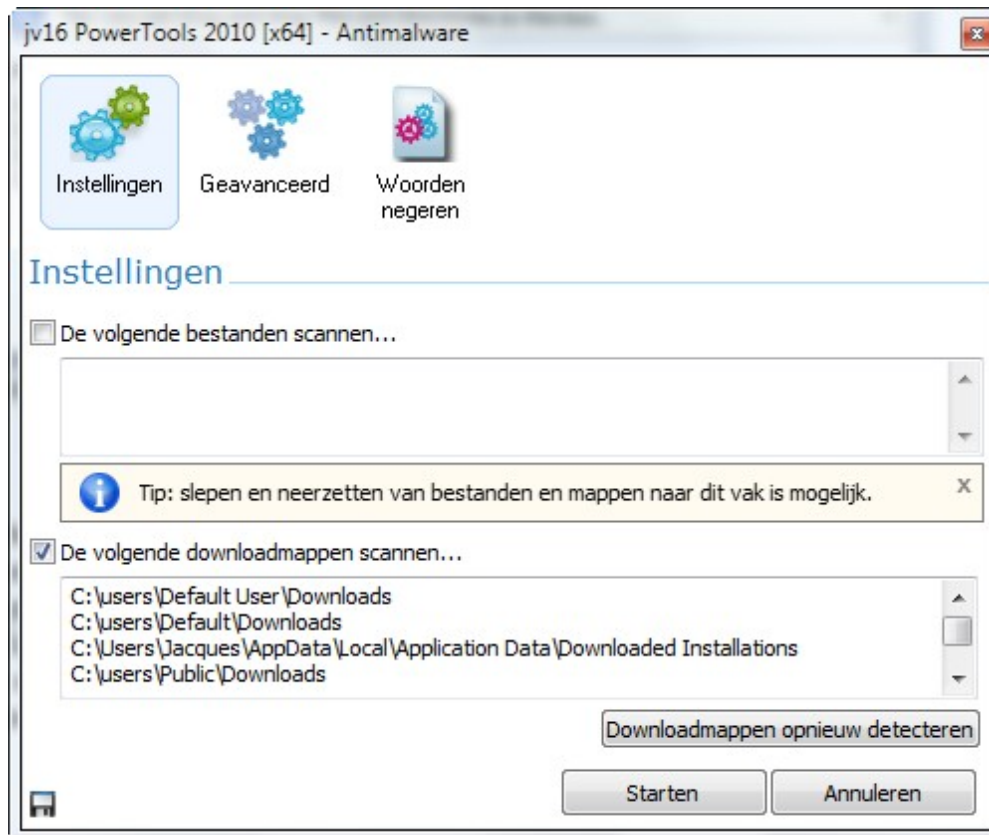 jv16 PowerTools 2010 [x64] - Antimalware
Instellingen
Geavanceerd
Woorden
negeren
Instellingen
De volgende bestanden scannen...
Tip: slepen en neerzetten van bestanden en mappen naar dit vak is mogelijk.
X
De volgende downloadmappen scannen...
C:\users\Default User\Downloads
C:\users\Default\Downloads
C:\Users\Jacques\AppData\Local\Application Data\Downloaded Installations
C:\users\Public\Downloads
Downloadmappen opnieuw detecteren
Starten
Annuleren